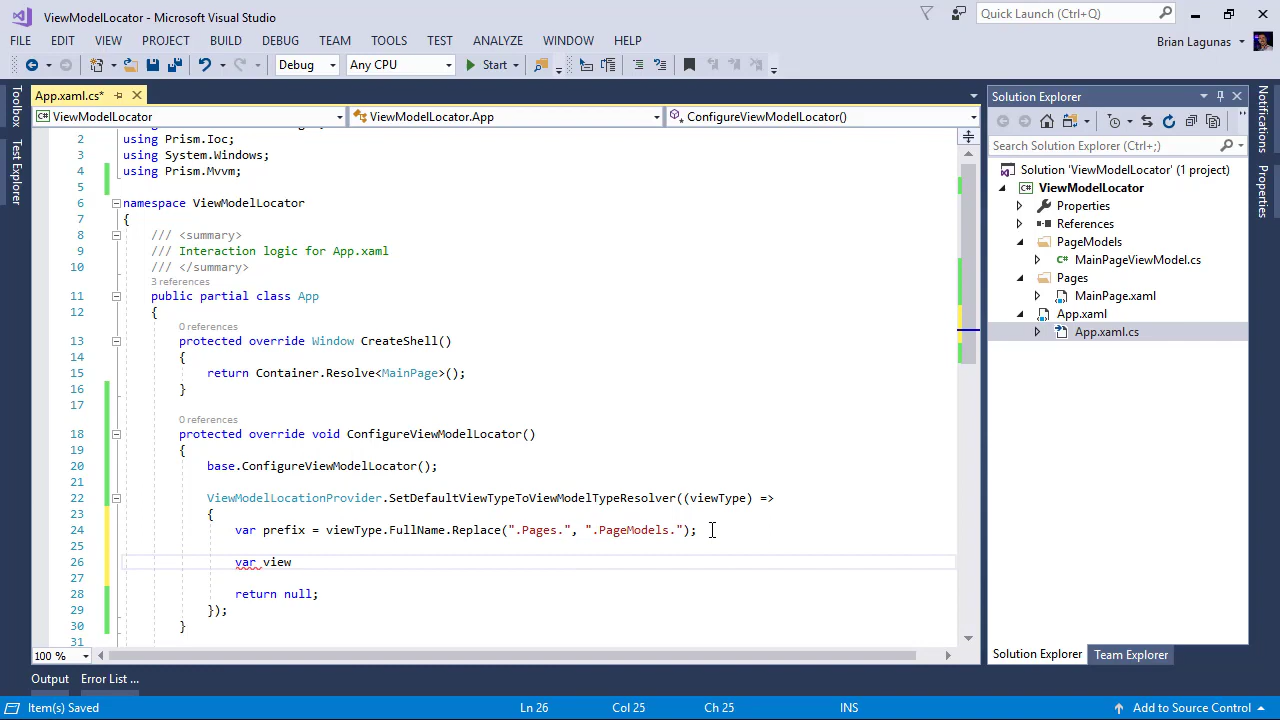 ViewModelLocator - Microsoft Visual Studio
Quick Launch (Ctrl+Q)
FILE EDIT VIEW PROJECT BUILD DEBUG TEAM TOOLS TEST ANALYZE WINDOW HELP
Brian Lagunas
Debug Any CPU Start
App.xaml.cs*
ViewModelLocator ViewModelLocator.App ConfigureViewModelLocator()
Toolbox
Test Explorer
2 using Prism.Ioc;
3 using System.Windows;
4 using Prism.Mvvm;
5
6 namespace ViewModelLocator
7 {
8 /// <summary>
9 /// Interaction logic for App.xaml
10 /// </summary>
3 references
11 public partial class App
12 {
0 references
13 protected override Window CreateShell()
14 {
15 return Container.Resolve<MainPage>();
16 }
17
0 references
18 protected override void ConfigureViewModelLocator()
19 {
20 base.ConfigureViewModelLocator();
21
22 ViewModelLocationProvider.SetDefaultViewTypeToViewModelTypeResolver((viewType) =>
23 {
24 var prefix = viewType.FullName.Replace(".Pages.", ".PageModels.");
25
26 var view
27
28 return null;
29 });
30 }
31
100 %
Solution Explorer
Search Solution Explorer (Ctrl+;)
Solution 'ViewModelLocator' (1 project)
ViewModelLocator
Properties
References
PageModels
MainPageViewModel.cs
Pages
MainPage.xaml
App.xaml
App.xaml.cs
Solution Explorer Team Explorer
Notifications
Properties
Output Error List ...
Item(s) Saved Ln 26 Col 25 Ch 25 INS Add to Source Control